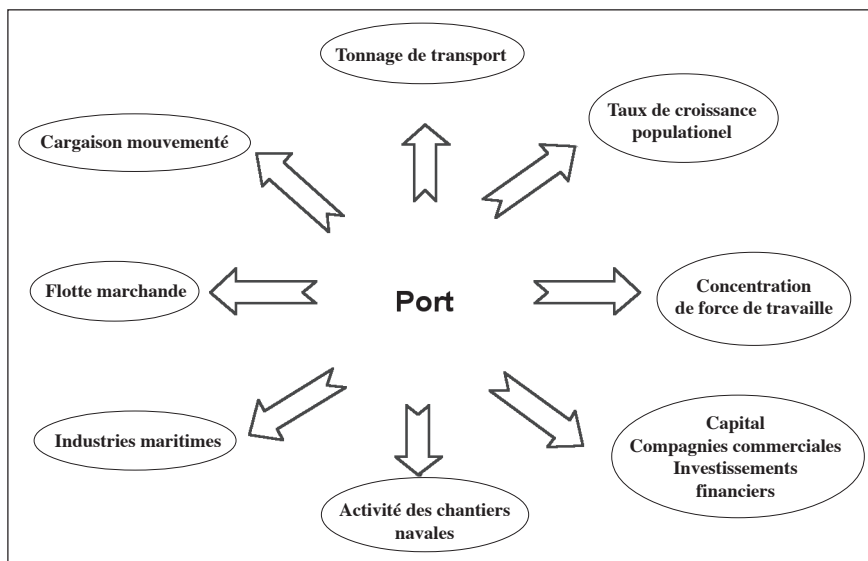 Tonnage de transport
Taux de croissance
populationel
Cargaison mouvementé
Flotte marchande
Port
Concentration
de force de travaille
Industries maritimes
Capital
Compagnies commerciales
Investissements
financiers
Activité des chantiers
navales